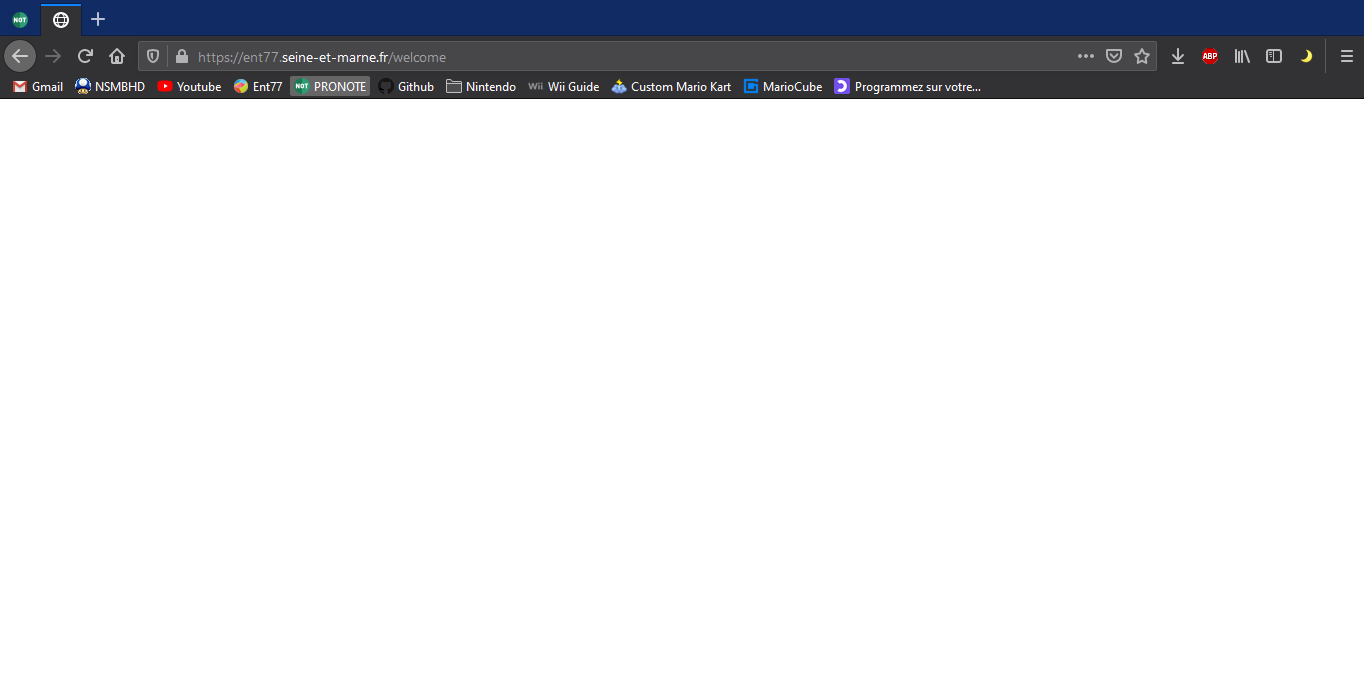 NOT
https://ent77.seine-et-marne.fr/welcome
ABP
Gmail NSMBHD Youtube Ent77 NOT PRONOTE Github Nintendo Wii Wii Guide Custom Mario Kart MarioCube Programmez sur votre...